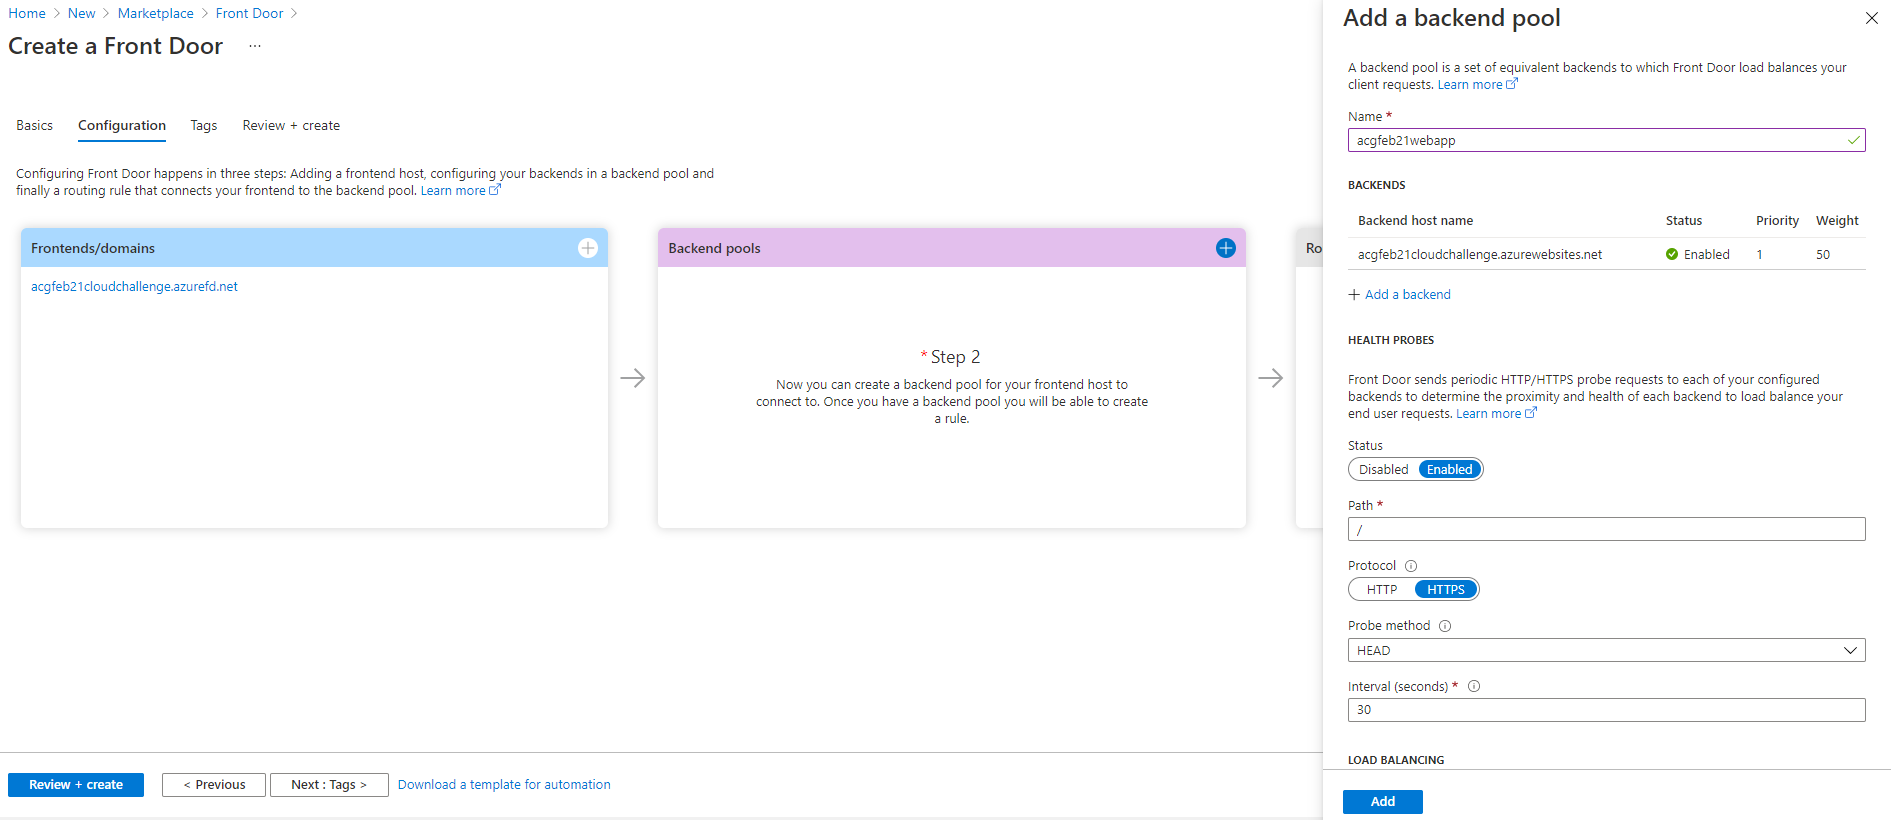 Home > New > Marketplace > Front Door >
Create a Front Door ...
Basics Configuration Tags Review + create
Configuring Front Door happens in three steps: Adding a frontend host, configuring your backends in a backend pool and
finally a routing rule that connects your frontend to the backend pool. Learn more
Frontends/domains
acgfeb21cloudchallenge.azurefd.net
Backend pools
* Step 2
Now you can create a backend pool for your frontend host to
connect to. Once you have a backend pool you will be able to create
a rule.
Ro
Review + create
< Previous
Next : Tags >
Download a template for automation
Add a backend pool
A backend pool is a set of equivalent backends to which Front Door load balances your
client requests. Learn more
Name *
acgfeb21webapp
BACKENDS
Backend host name Status Priority Weight
acgfeb21cloudchallenge.azurewebsites.net Enabled 1 50
+ Add a backend
HEALTH PROBES
Front Door sends periodic HTTP/HTTPS probe requests to each of your configured
backends to determine the proximity and health of each backend to load balance your
end user requests. Learn more
Status
Disabled Enabled
Path *
/
Protocol
HTTP HTTPS
Probe method
HEAD
Interval (seconds) *
30
LOAD BALANCING
Add